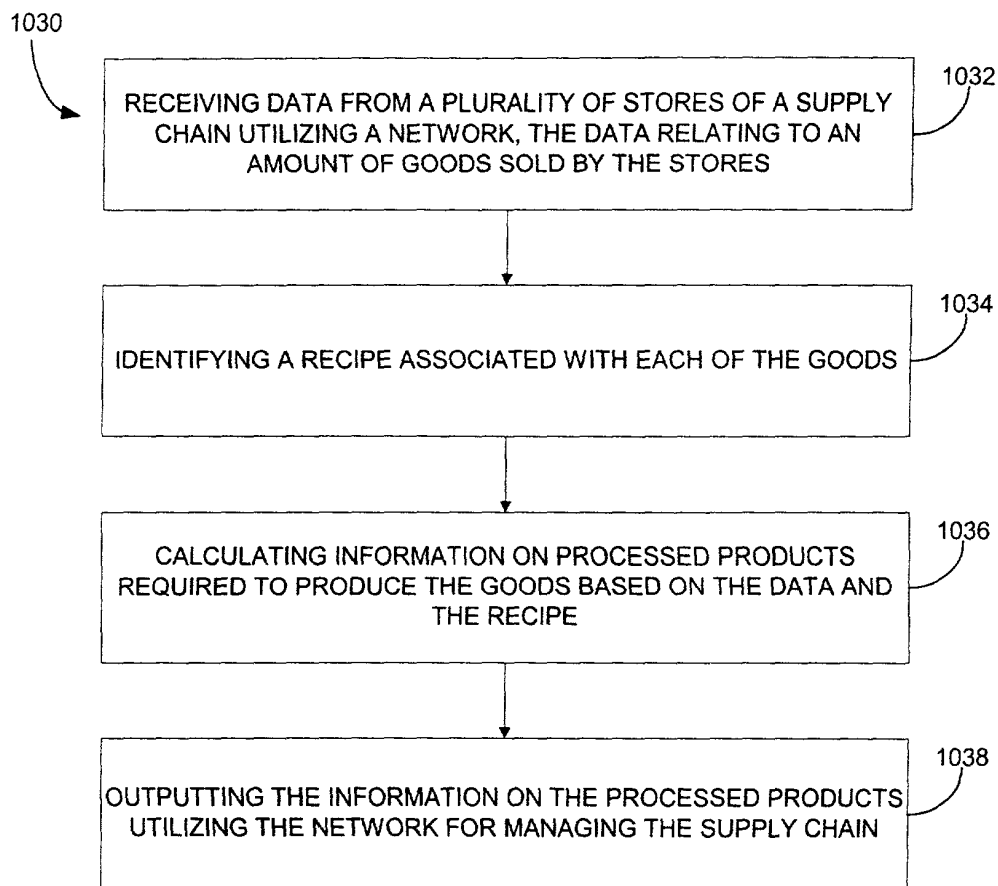 1030
1032
RECEIVING DATA FROM A PLURALITY OF STORES OF A SUPPLY
CHAIN UTILIZING A NETWORK, THE DATA RELATING TO AN
AMOUNT OF GOODS SOLD BY THE STORES
1034
IDENTIFYING A RECIPE ASSOCIATED WITH EACH OF THE GOODS
1036
CALCULATING INFORMATION ON PROCESSED PRODUCTS
REQUIRED TO PRODUCE THE GOODS BASED ON THE DATA AND
THE RECIPE
1038
OUTPUTTING THE INFORMATION ON THE PROCESSED PRODUCTS
UTILIZING THE NETWORK FOR MANAGING THE SUPPLY CHAIN